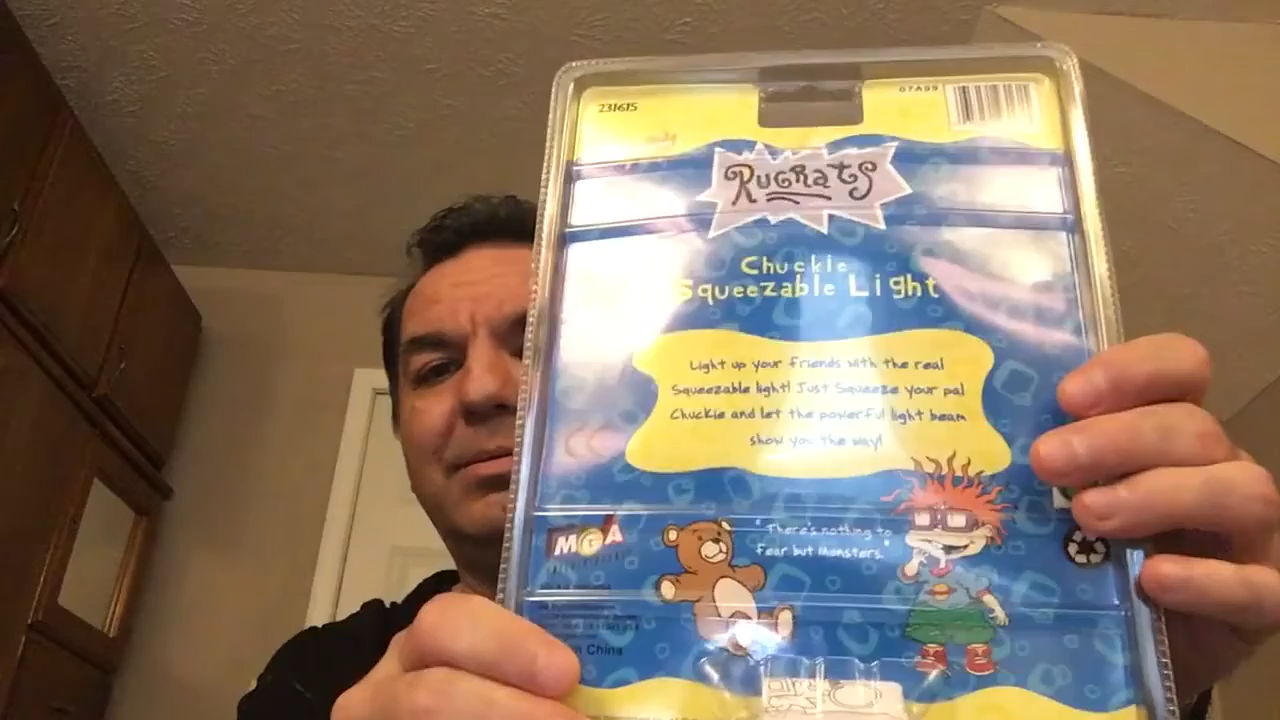 231615
07A99
RUGRATS
Chuckie
Squeezable Light
Light up your friends with the real
Squeezable light! Just Squeeze your pal
Chuckie and let the powerful light beam
show you the way!
MGA
"There's nothing to
fear but Monsters."
in China